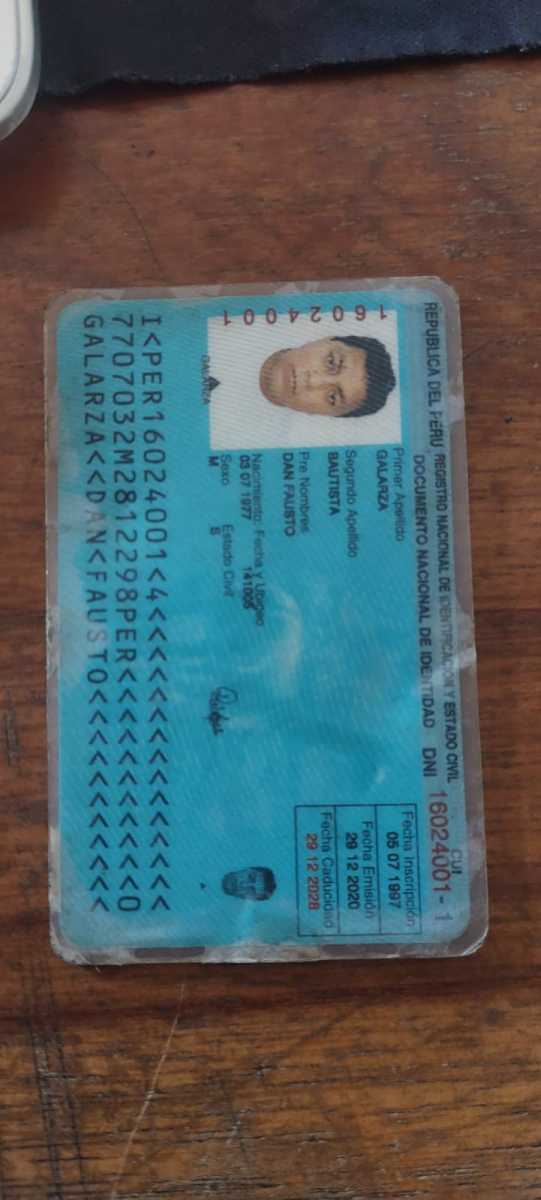 REPUBLICA DEL PERU REGISTRO NACIONAL DE IDENTIFICACION Y ESTADO CIVIL
DOCUMENTO NACIONAL DE IDENTIDAD DNI 16024001-1
CUI
16024001
Primer Apellido
GALARZA
Segundo Apellido
BAUTISTA
Pre Nombres
DAN FAUSTO
Nacimiento: Fecha y Ubigeo
03 07 1977 141005
Sexo Estado Civil
M S
GALARZA
Fecha Inscripción
05 07 1997
Fecha Emisión
29 12 2020
Fecha Caducidad
29 12 2028
I<PER16024001<4<<<<<<<<<<<<<<<
7707032M2812298PER<<<<<<<<<<<0
GALARZA<<DAN<FAUSTO<<<<<<<<<<<